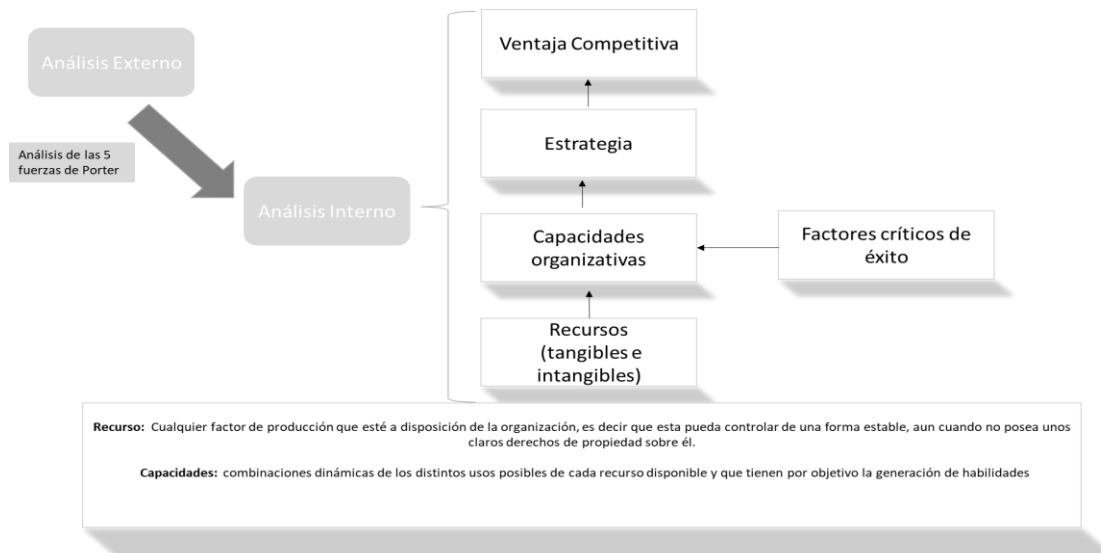 Análisis Externo
Análisis de las 5
fuerzas de Porter
Análisis Interno
Ventaja Competitiva
Estrategia
Capacidades
organizativas
Factores críticos de
éxito
Recursos
(tangibles e
intangibles)
Recurso: Cualquier factor de producción que esté a disposición de la organización, es decir que esta pueda controlar de una forma estable, aun cuando no posea unos
claros derechos de propiedad sobre él.
Capacidades: combinaciones dinámicas de los distintos usos posibles de cada recurso disponible y que tienen por objetivo la generación de habilidades